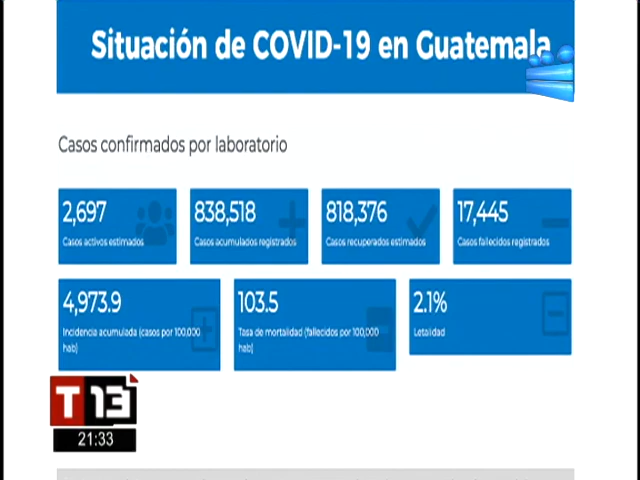 Situación de COVID-19 en Guatemala
Casos confirmados por laboratorio
2,697
Casos activos estimados
838,518
Casos acumulados registrados
818,376
Casos recuperados estimados
17,445
Casos fallecidos registrados
4,973.9
Incidencia acumulada (casos por 100,000
hab)
103.5
Tasa de mortalidad (fallecidos por 100,000
hab)
2.1%
Letalidad
T 13
21:33